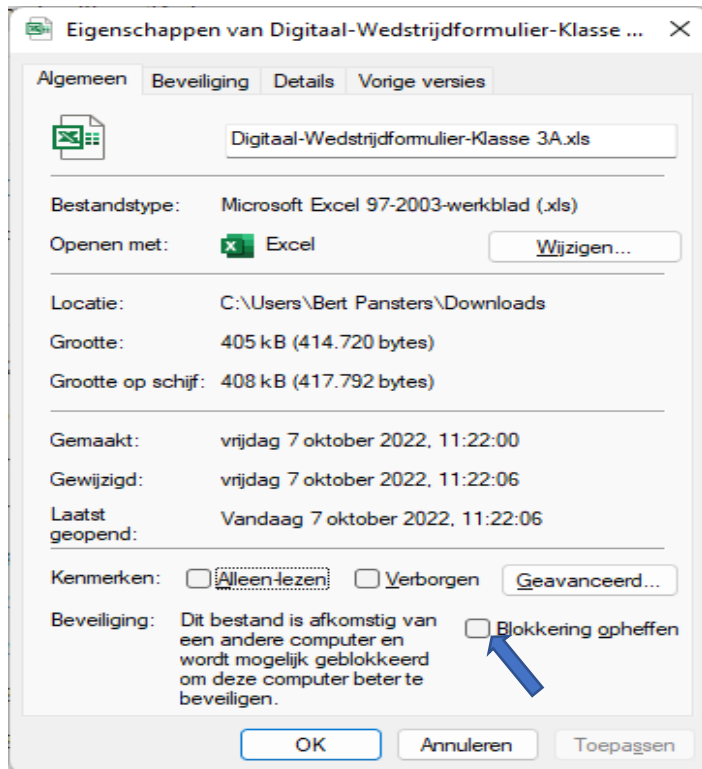 Eigenschappen van Digitaal-Wedstrijdformulier-Klasse ...
Algemeen Beveiliging Details Vorige versies
Digitaal-Wedstrijdformulier-Klasse 3A.xls
Bestandstype: Microsoft Excel 97-2003-werkblad (.xls)
Openen met: Excel Wijzigen...
Locatie: C:\Users\Bert Pansters\Downloads
Grootte: 405 kB (414.720 bytes)
Grootte op schijf: 408 kB (417.792 bytes)
Gemaakt: vrijdag 7 oktober 2022, 11:22:00
Gewijzigd: vrijdag 7 oktober 2022, 11:22:06
Laatst geopend: Vandaag 7 oktober 2022, 11:22:06
Kenmerken: Alleen-lezen Verborgen Geavanceerd...
Beveiliging: Dit bestand is afkomstig van
een andere computer en
wordt mogelijk geblokkeerd
om deze computer beter te
beveiligen.
Blokkering opheffen
OK Annuleren Toepassen